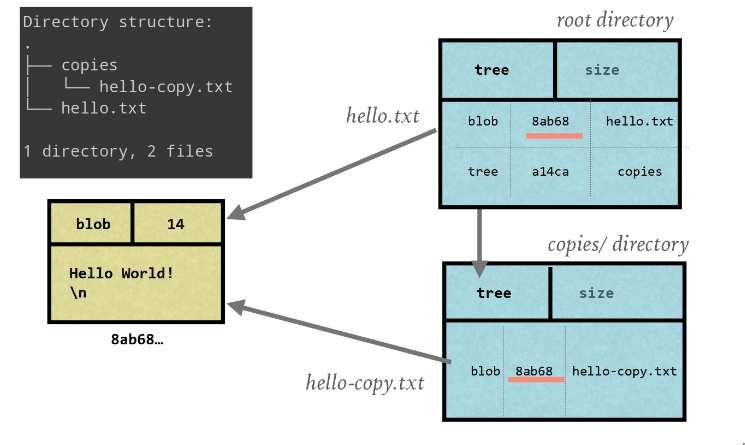 Directory structure:
.
├── copies
│   └── hello-copy.txt
└── hello.txt
1 directory, 2 files
root directory
tree size
blob 8ab68 hello.txt
tree a14ca copies
hello.txt
blob 14
Hello World!
\n
8ab68…
copies/ directory
tree size
blob 8ab68 hello-copy.txt
hello-copy.txt